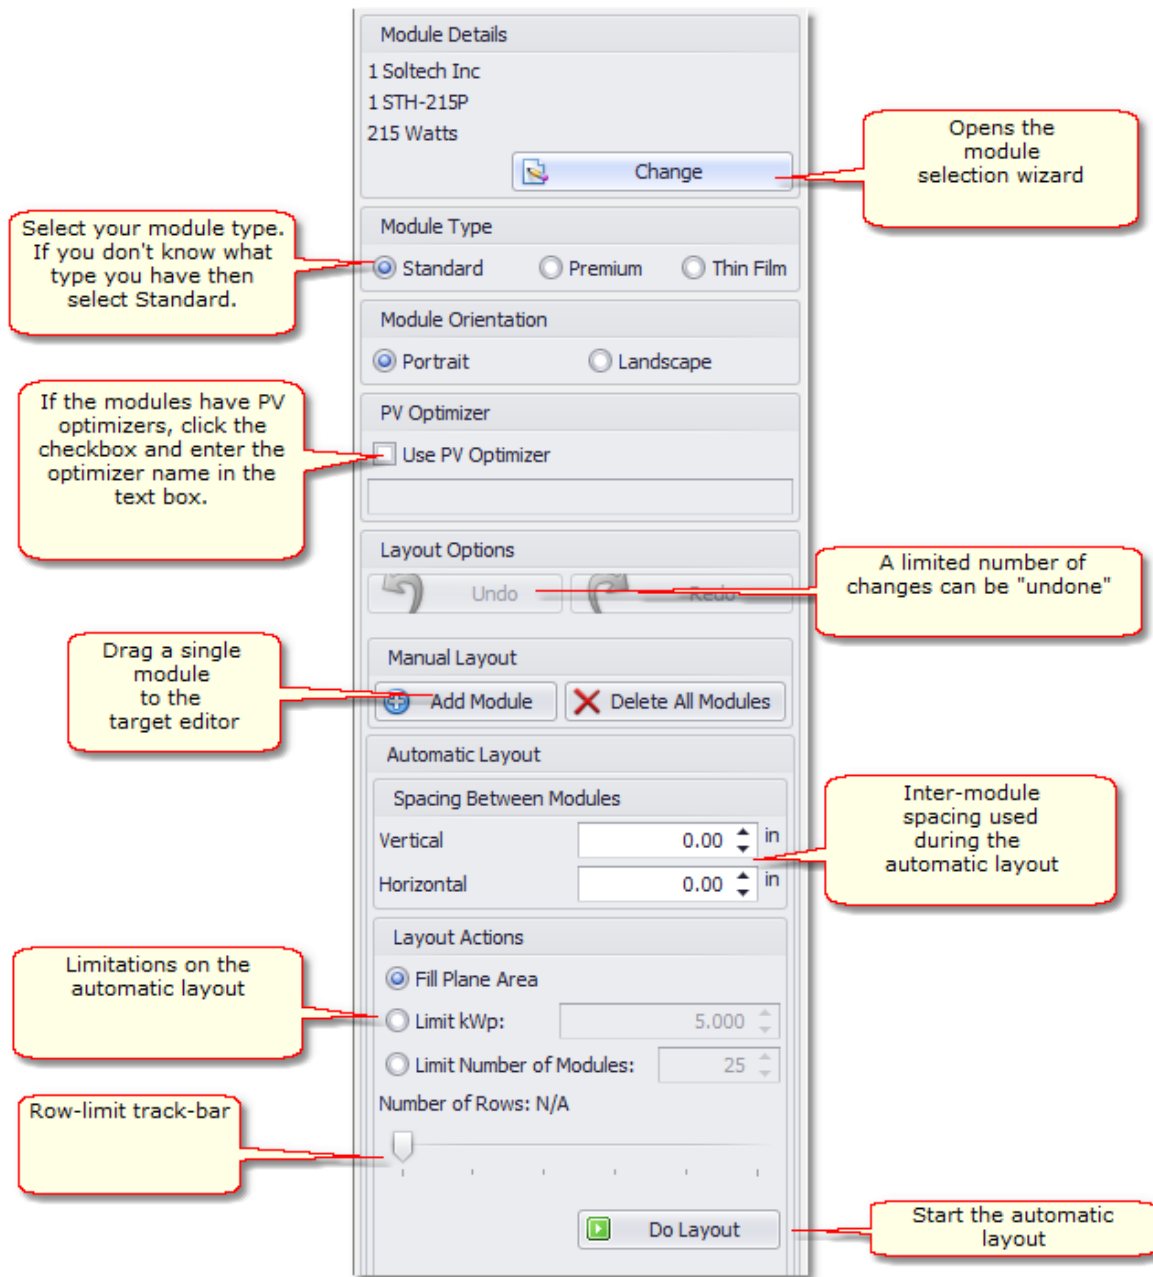 Module Details
1 Soltech Inc
1 STH-215P
215 Watts
Change
Opens the
module
selection wizard
Select your module type.
If you don't know what
type you have then
select Standard.
Module Type
Standard
Premium
Thin Film
Module Orientation
Portrait
Landscape
If the modules have PV
optimizers, click the
checkbox and enter the
optimizer name in the
text box.
PV Optimizer
Use PV Optimizer
Layout Options
Undo
Redo
A limited number of
changes can be "undone"
Drag a single
module
to the
target editor
Manual Layout
Add Module
Delete All Modules
Automatic Layout
Spacing Between Modules
Vertical
0.00
in
Horizontal
0.00
in
Inter-module
spacing used
during the
automatic layout
Layout Actions
Limitations on the
automatic layout
Fill Plane Area
Limit kWp:
5.000
Limit Number of Modules:
25
Row-limit track-bar
Number of Rows: N/A
Do Layout
Start the automatic
layout